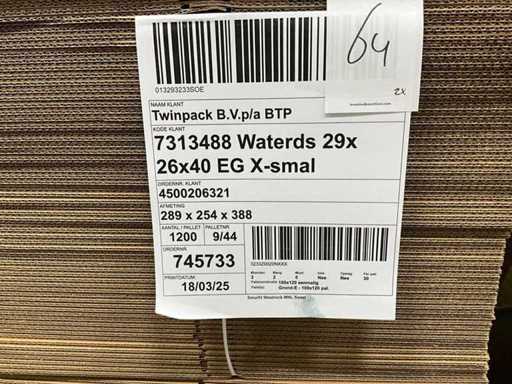 64
2x
013293233SOE
NAAM KLANT
Twinpack B.V.p/a BTP
KODE KLANT
7313488 Waterds 29x
26x40 EG X-smal
ORDERNR. KLANT
4500206321
AFMETING
289 x 254 x 388
AANTAL / PALLET PALLETNR
1200 9/44
ORDERNR
745733
PRINTDATUM
18/03/25